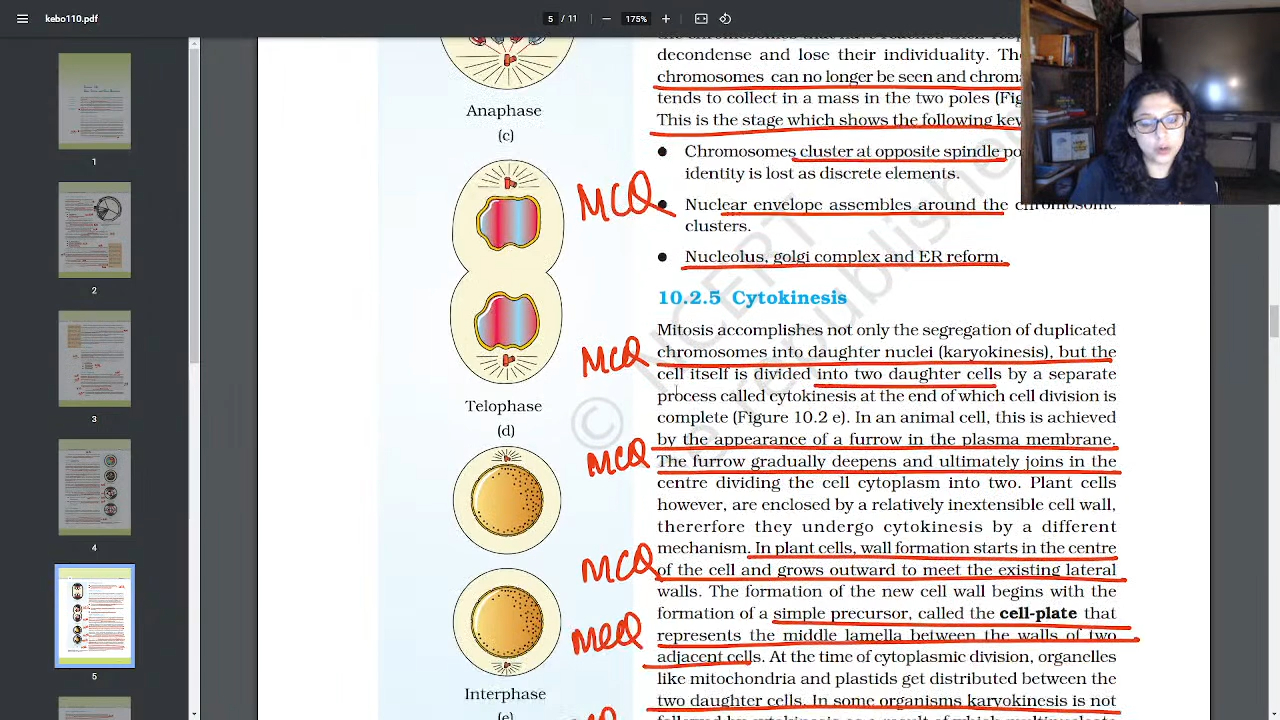 kebo110.pdf
5 / 11
175%
1
2
3
4
5
Anaphase
(c)
Telophase
(d)
Interphase
(e)
MCQ
MCQ
MCQ
MCQ
MCQ
decondense and lose their individuality. The
chromosomes can no longer be seen and chroma
tends to collect in a mass in the two poles (Fig
This is the stage which shows the following key
● Chromosomes cluster at opposite spindle po
identity is lost as discrete elements.
● Nuclear envelope assembles around the chromosome
clusters.
● Nucleolus, golgi complex and ER reform.
10.2.5 Cytokinesis
Mitosis accomplishes not only the segregation of duplicated
chromosomes into daughter nuclei (karyokinesis), but the
cell itself is divided into two daughter cells by a separate
process called cytokinesis at the end of which cell division is
complete (Figure 10.2 e). In an animal cell, this is achieved
by the appearance of a furrow in the plasma membrane.
The furrow gradually deepens and ultimately joins in the
centre dividing the cell cytoplasm into two. Plant cells
however, are enclosed by a relatively inextensible cell wall,
therefore they undergo cytokinesis by a different
mechanism. In plant cells, wall formation starts in the centre
of the cell and grows outward to meet the existing lateral
walls. The formation of the new cell wall begins with the
formation of a simple precursor, called the cell-plate that
represents the middle lamella between the walls of two
adjacent cells. At the time of cytoplasmic division, organelles
like mitochondria and plastids get distributed between the
two daughter cells. In some organisms karyokinesis is not
© NCERT